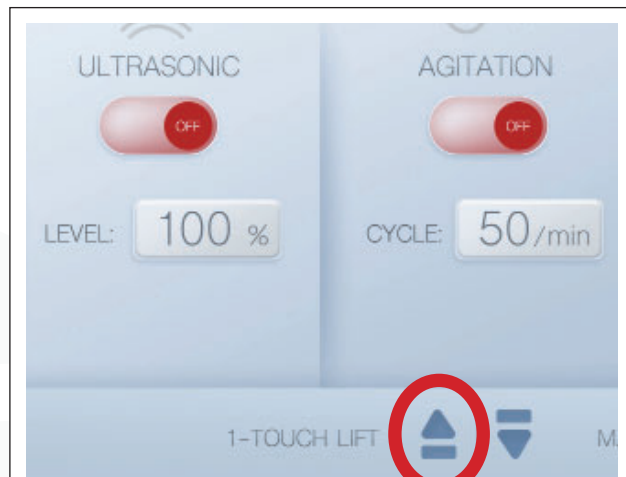 ULTRASONIC
OFF
LEVEL: 100 %
AGITATION
OFF
CYCLE: 50/min
1-TOUCH LIFT